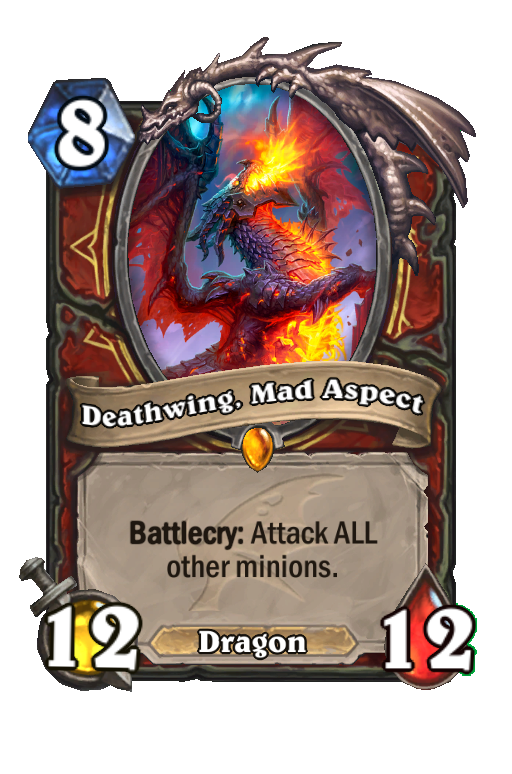 8
Deathwing, Mad Aspect
Battlecry: Attack ALL
other minions.
12
Dragon
12